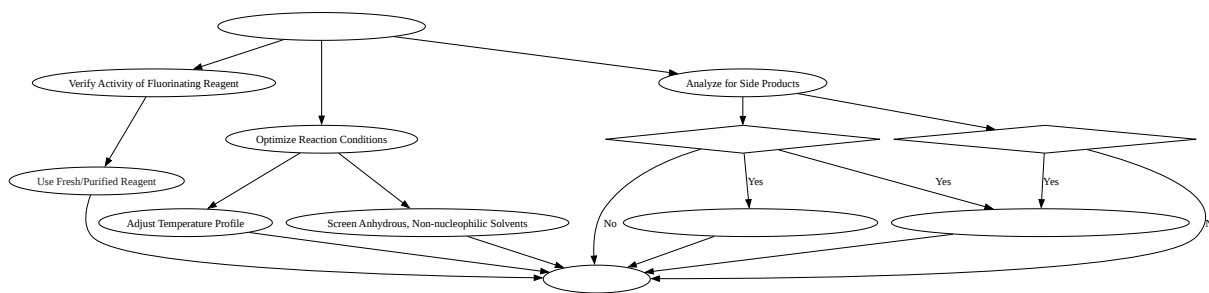 Verify Activity of Fluorinating Reagent
Analyze for Side Products
Optimize Reaction Conditions
Use Fresh/Purified Reagent
Yes
Yes
Yes
Adjust Temperature Profile
Screen Anhydrous, Non-nucleophilic Solvents
No